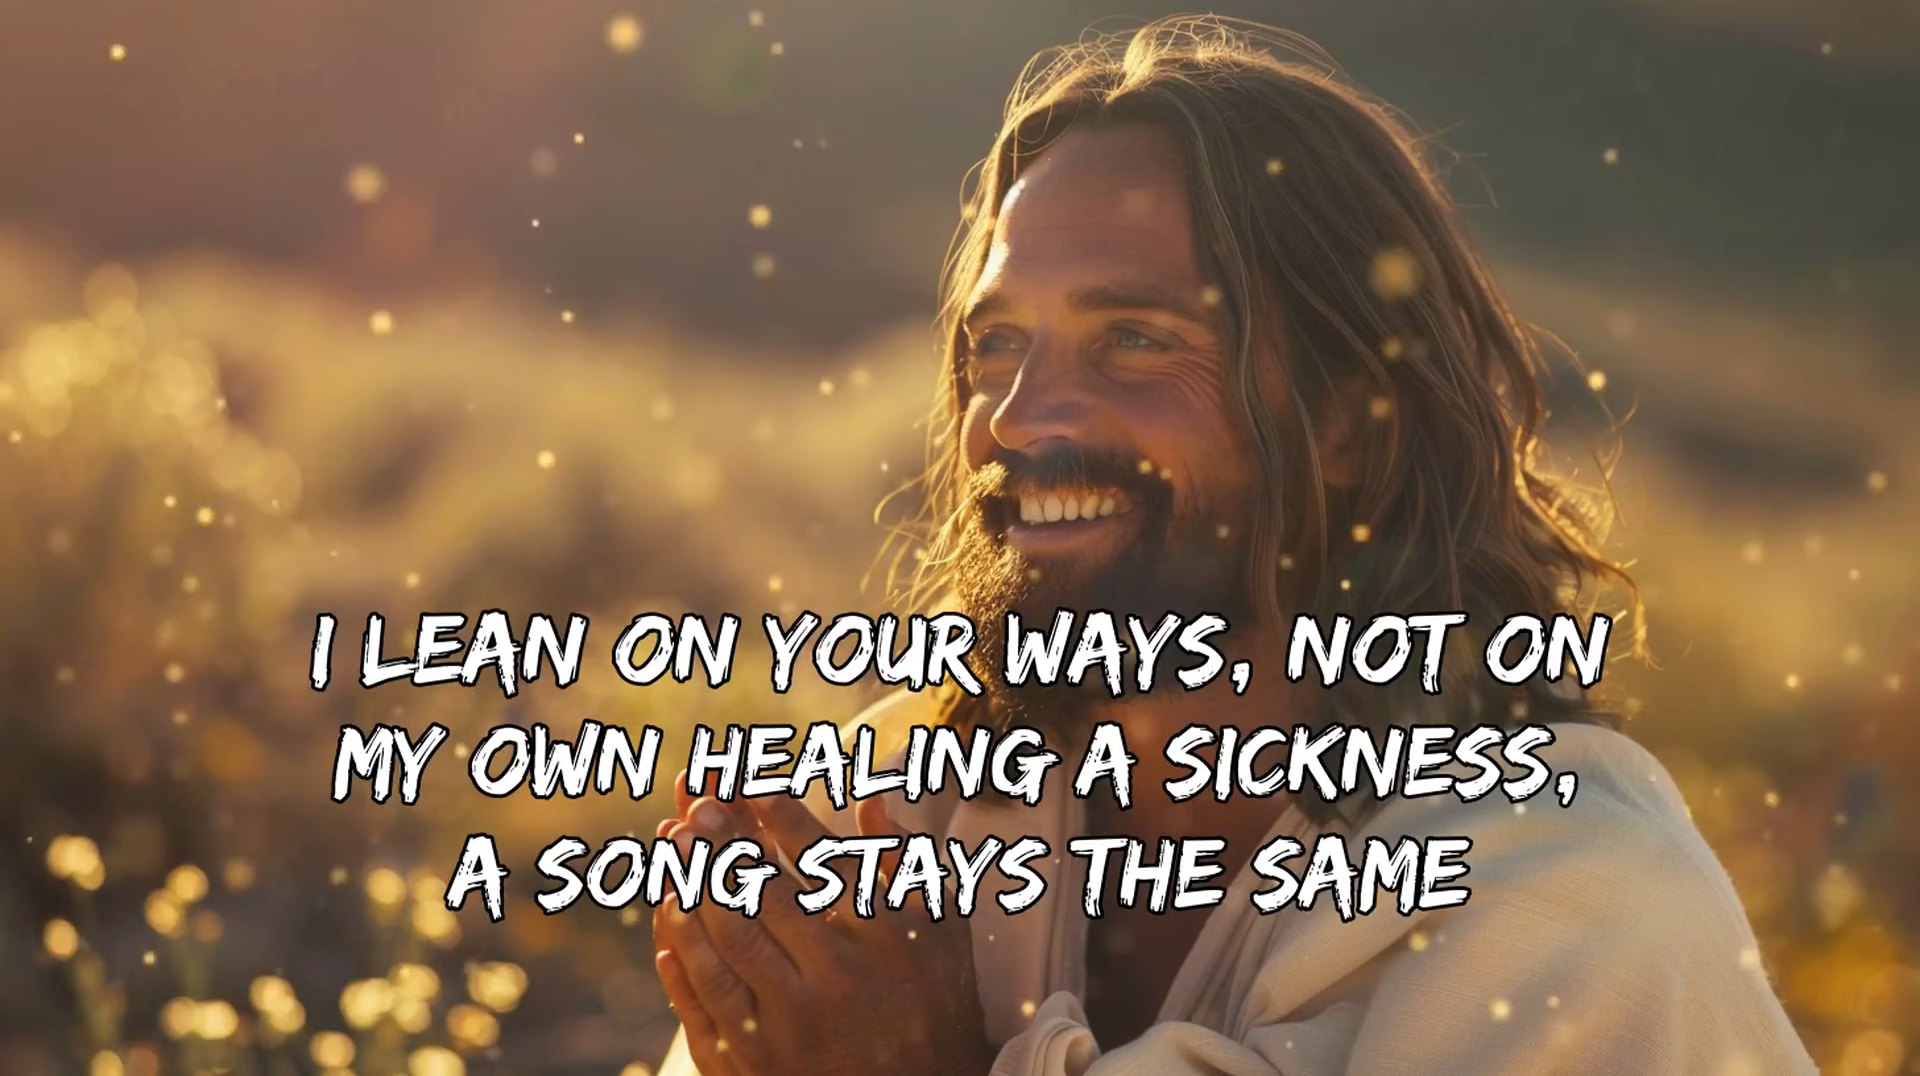 I LEAN ON YOUR WAYS, NOT ON
MY OWN HEALING A SICKNESS,
A SONG STAYS THE SAME